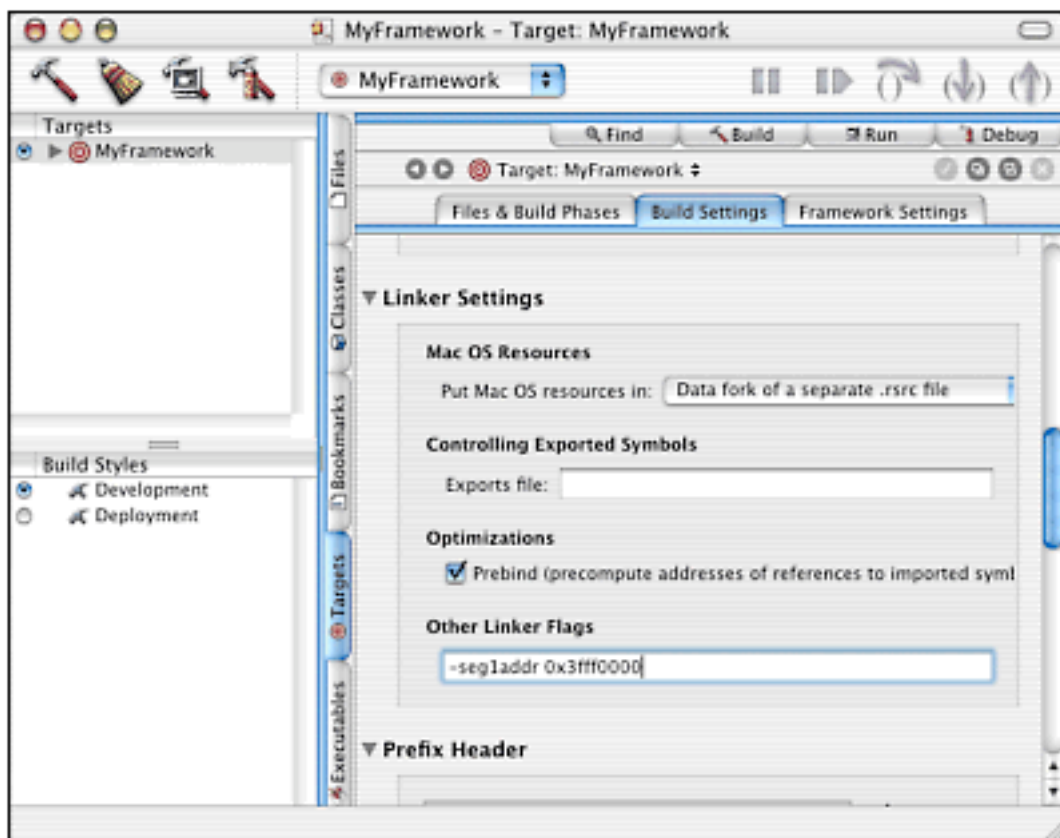 MyFramework - Target: MyFramework
MyFramework
Targets
MyFramework
Build Styles
Development
Deployment
Files
Classes
Bookmarks
Targets
Executables
Find
Build
Run
Debug
Target: MyFramework
Files & Build Phases
Build Settings
Framework Settings
Linker Settings
Mac OS Resources
Put Mac OS resources in: Data fork of a separate .rsrc file
Controlling Exported Symbols
Exports file:
Optimizations
Prebind (precompute addresses of references to imported symb
Other Linker Flags
-seg1addr 0x3fff0000
Prefix Header